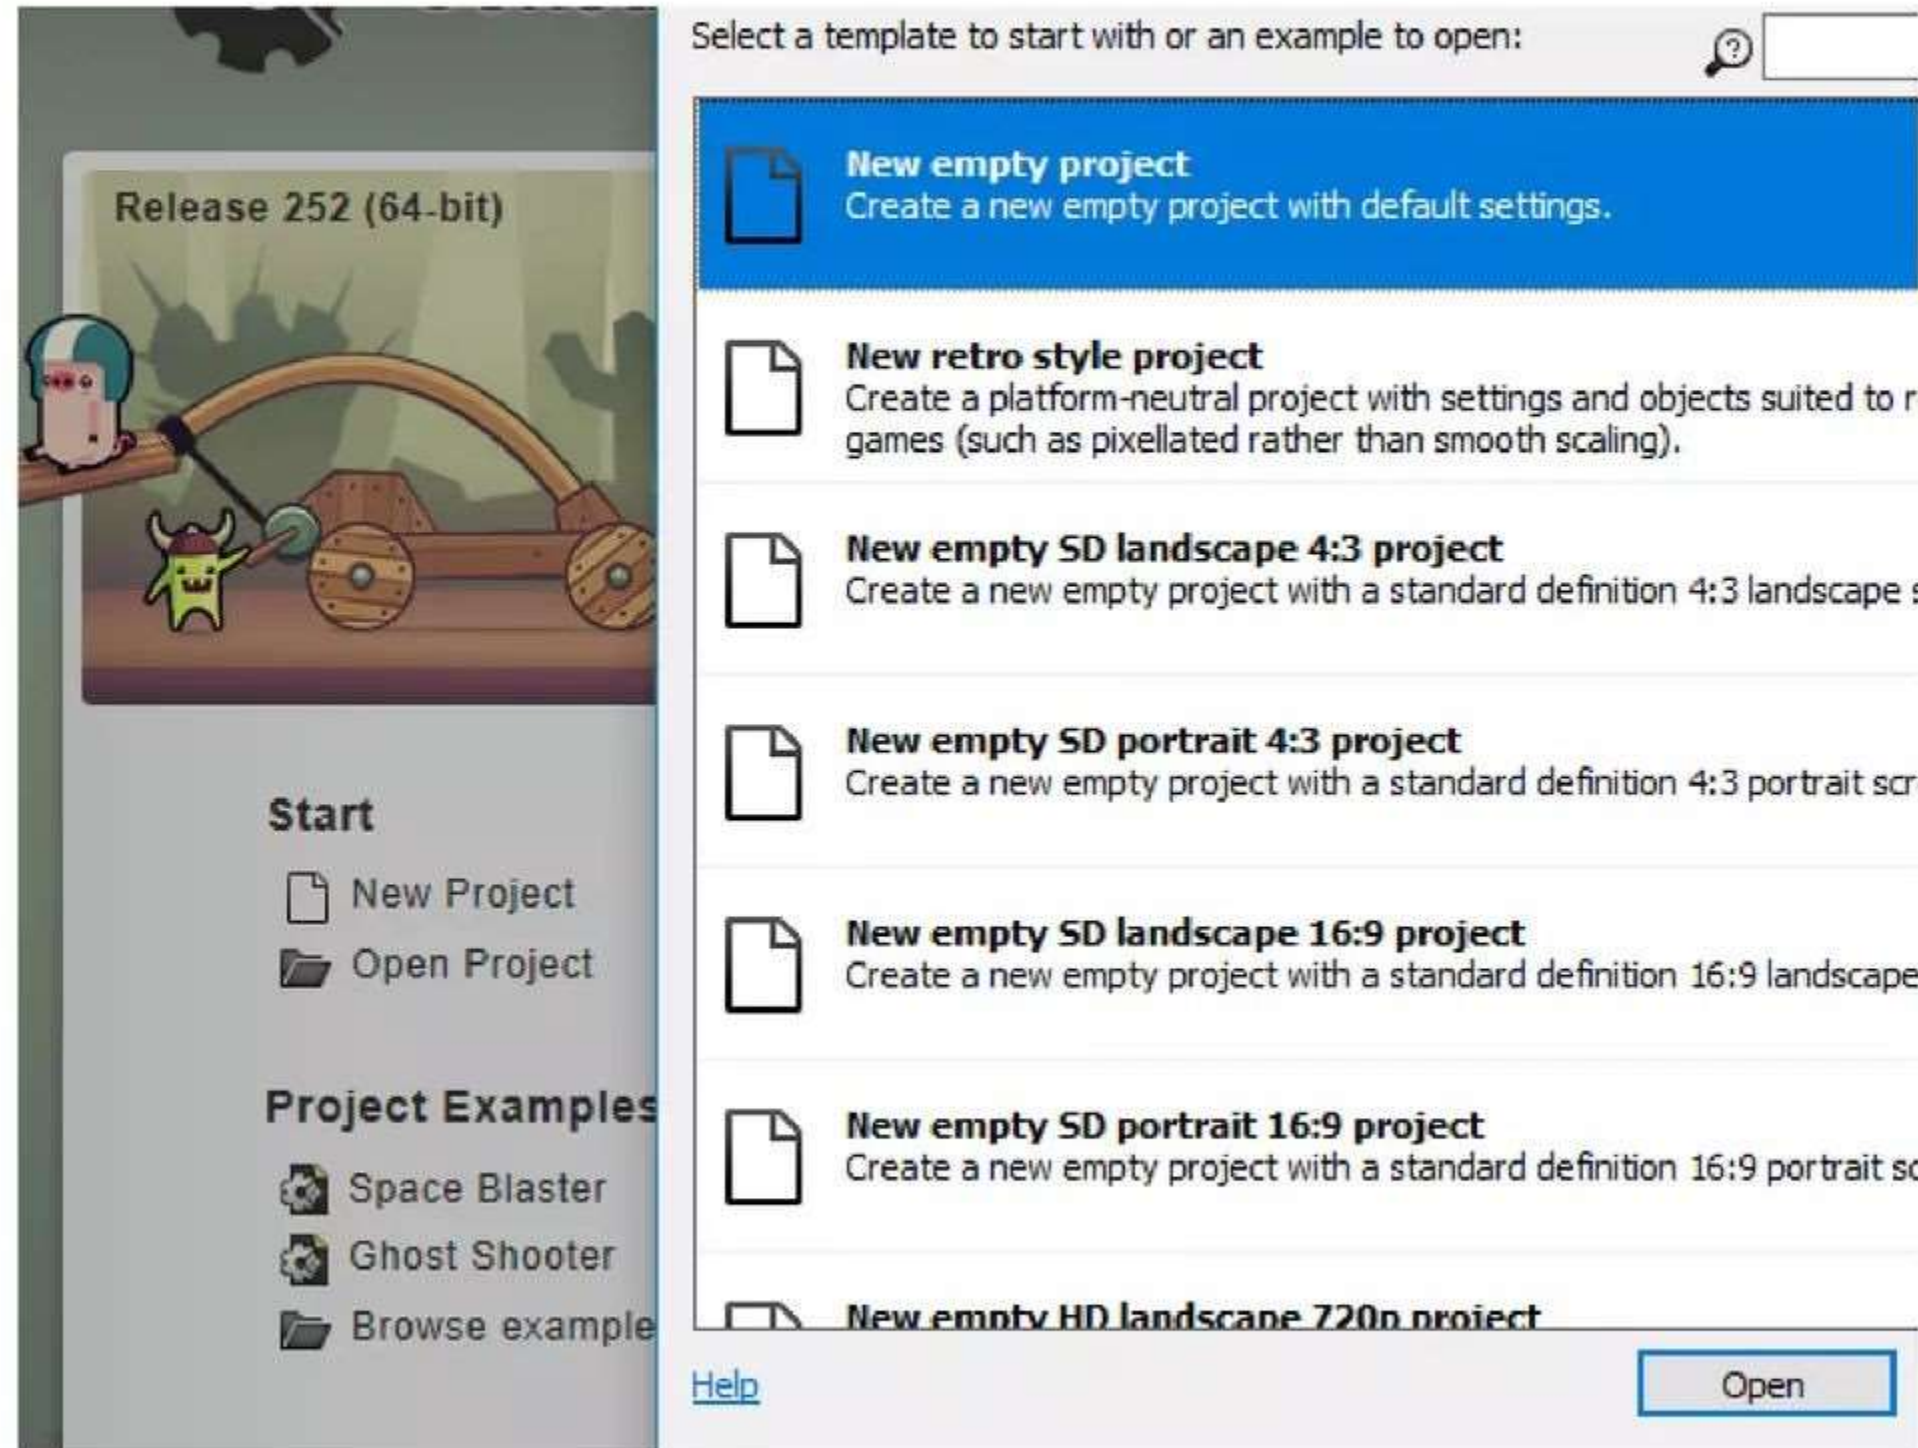 Select a template to start with or an example to open:
Release 252 (64-bit)
Start
New Project
Open Project
Project Examples
Space Blaster
Ghost Shooter
Browse example
New empty project
Create a new empty project with default settings.
New retro style project
Create a platform-neutral project with settings and objects suited to r
games (such as pixellated rather than smooth scaling).
New empty SD landscape 4:3 project
Create a new empty project with a standard definition 4:3 landscape s
New empty SD portrait 4:3 project
Create a new empty project with a standard definition 4:3 portrait scr
New empty SD landscape 16:9 project
Create a new empty project with a standard definition 16:9 landscape
New empty SD portrait 16:9 project
Create a new empty project with a standard definition 16:9 portrait sc
New empty HD landscape 720p project
Help
Open